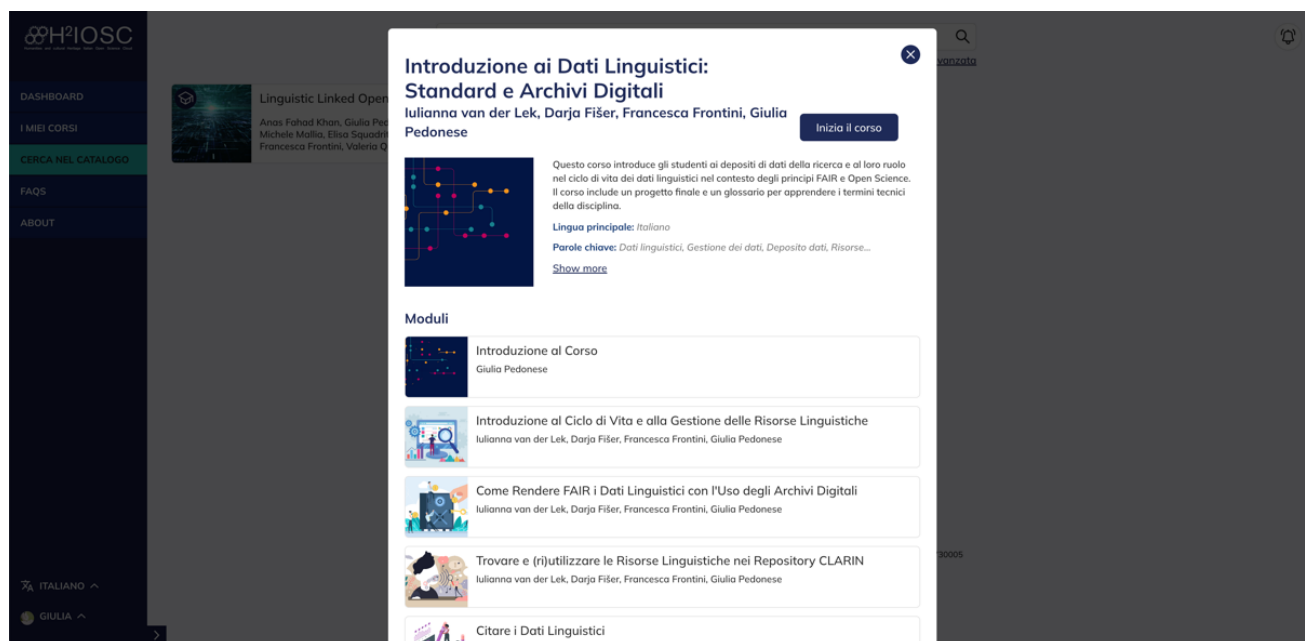 H²IOSC
DASHBOARD
I MIEI CORSI
CERCA NEL CATALOGO
FAQS
ABOUT
ITALIANO
GIULIA
vanzata
Linguistic Linked Open
Anas Fahad Khan, Giulia Ped
Michele Mallia, Elisa Squadrit
Francesca Frontini, Valeria Q
Introduzione ai Dati Linguistici:
Standard e Archivi Digitali
Iulianna van der Lek, Darja Fišer, Francesca Frontini, Giulia
Pedonese
Inizia il corso
Questo corso introduce gli studenti ai depositi di dati della ricerca e al loro ruolo
nel ciclo di vita dei dati linguistici nel contesto degli principi FAIR e Open Science.
Il corso include un progetto finale e un glossario per apprendere i termini tecnici
della disciplina.
Lingua principale: Italiano
Parole chiave: Dati linguistici, Gestione dei dati, Deposito dati, Risorse...
Show more
Moduli
Introduzione al Corso
Giulia Pedonese
Introduzione al Ciclo di Vita e alla Gestione delle Risorse Linguistiche
Iulianna van der Lek, Darja Fišer, Francesca Frontini, Giulia Pedonese
Come Rendere FAIR i Dati Linguistici con l'Uso degli Archivi Digitali
Iulianna van der Lek, Darja Fišer, Francesca Frontini, Giulia Pedonese
Trovare e (ri)utilizzare le Risorse Linguistiche nei Repository CLARIN
Iulianna van der Lek, Darja Fišer, Francesca Frontini, Giulia Pedonese
Citare i Dati Linguistici
30005